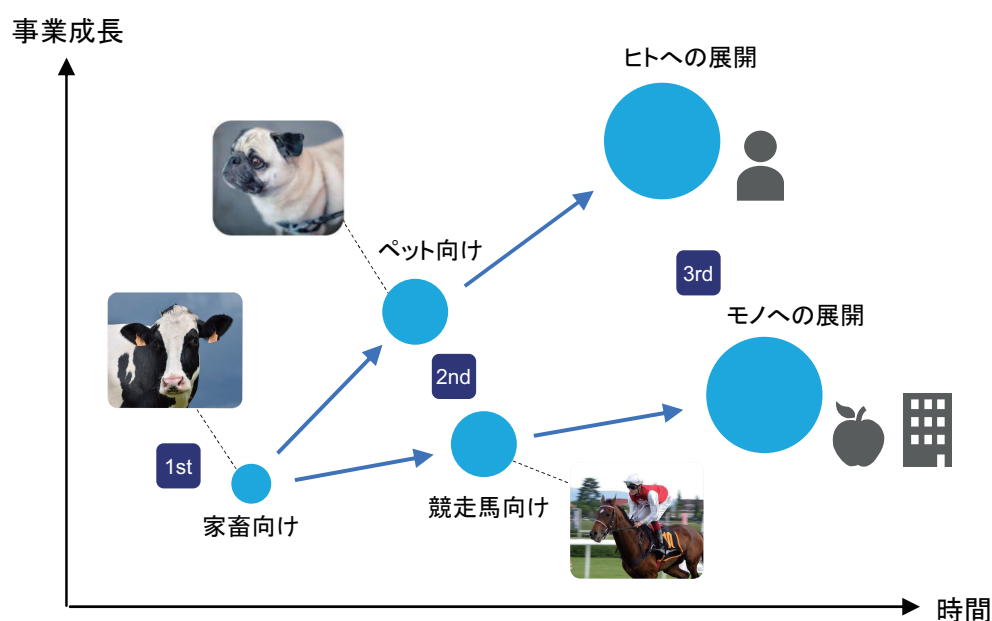 事業成長
ヒトへの展開
ペット向け
3rd
モノへの展開
2nd
1st
競走馬向け
家畜向け
時間